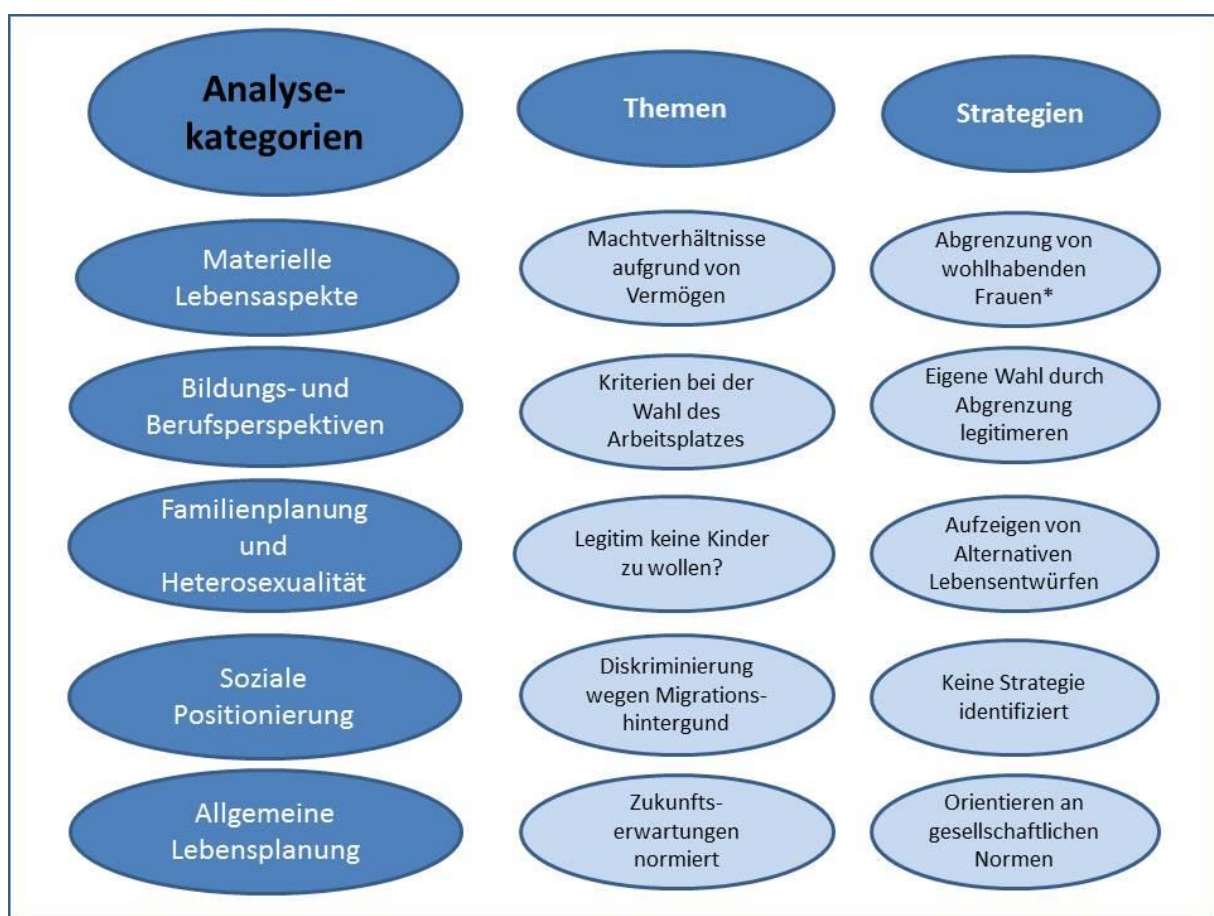 Analyse-
kategorien
Themen
Strategien
Materielle
Lebensaspekte
Machtverhältnisse
aufgrund von
Vermögen
Abgrenzung von
wohlhabenden
Frauen*
Bildungs- und
Berufsperspektiven
Kriterien bei der
Wahl des
Arbeitsplatzes
Eigene Wahl durch
Abgrenzung
legitimeren
Familienplanung
und
Heterosexualität
Legitim keine Kinder
zu wollen?
Aufzeigen von
Alternativen
Lebensentwürfen
Soziale
Positionierung
Diskriminierung
wegen Migrations-
hintergund
Keine Strategie
identifiziert
Allgemeine
Lebensplanung
Zukunfts-
erwartungen
normiert
Orientieren an
gesellschaftlichen
Normen